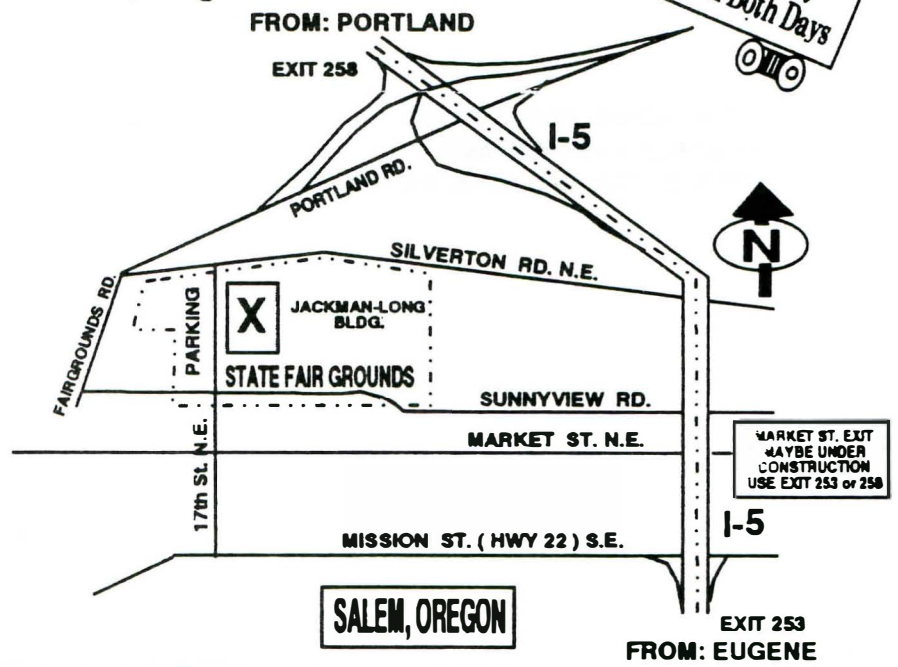 Both Days
FROM: PORTLAND
EXIT 258
I-5
PORTLAND RD.
N
SILVERTON RD. N.E.
FAIRGROUNDS RD.
PARKING
X
JACKMAN-LONG
BLDG.
STATE FAIR GROUNDS
SUNNYVIEW RD.
MARKET ST. N.E.
MARKET ST. EXIT
MAYBE UNDER
CONSTRUCTION
USE EXIT 253 or 258
17th St. N.E.
I-5
MISSION ST. ( HWY 22 ) S.E.
SALEM, OREGON
EXIT 253
FROM: EUGENE